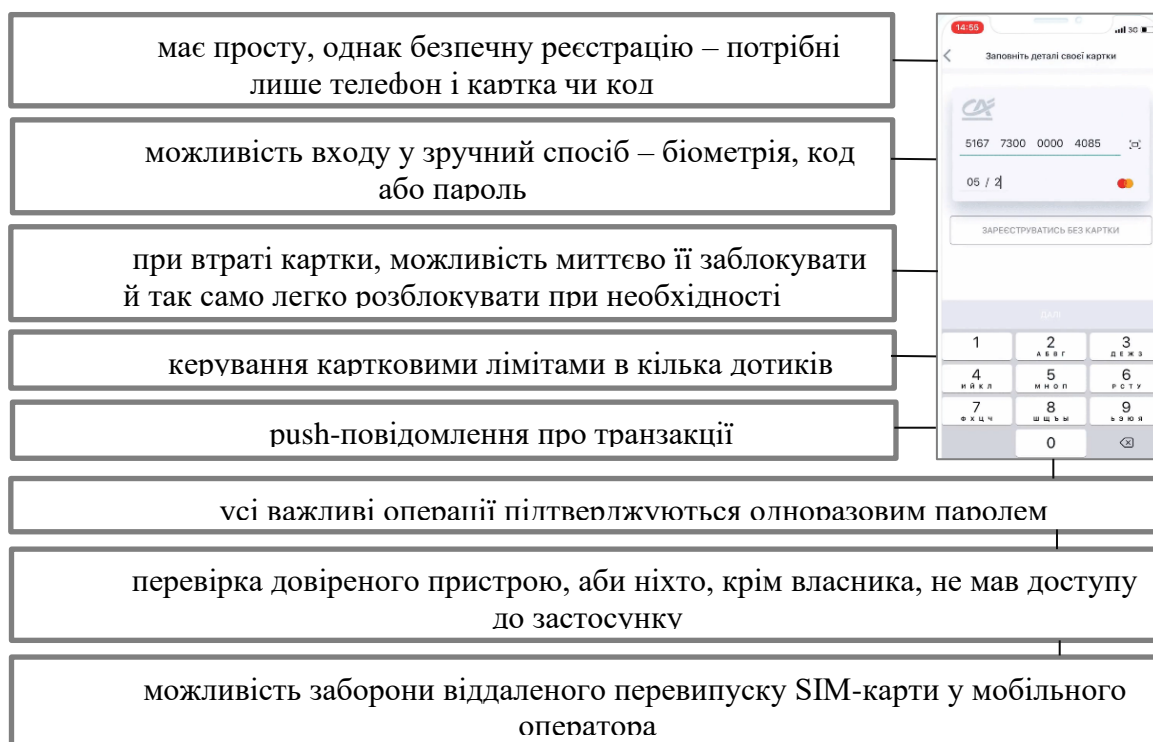 має просту, однак безпечну реєстрацію – потрібні
лише телефон і картка чи код
можливість входу у зручний спосіб – біометрія, код
або пароль
при втраті картки, можливість миттєво її заблокувати
й так само легко розблокувати при необхідності
керування картковими лімітами в кілька дотиків
push-повідомлення про транзакції
усі важливі операції підтверджуються одноразовим паролем
перевірка довіреного пристрою, аби ніхто, крім власника, не мав доступу
до застосунку
можливість заборони віддаленого перевипуску SIM-карти у мобільного
оператора
14:55
3G
Заповніть деталі своєї картки
CA
5167 7300 0000 4085
05 / 2
ЗАРЕЄСТРУВАТИСЬ БЕЗ КАРТКИ
ДАЛІ
1 2 3
АБВГ ДЕЖЗ
4 5 6
ИЙКЛ МНОП РСТУ
7 8 9
ФХЦЧ ШЩЪЫ ЬЭЮЯ
0